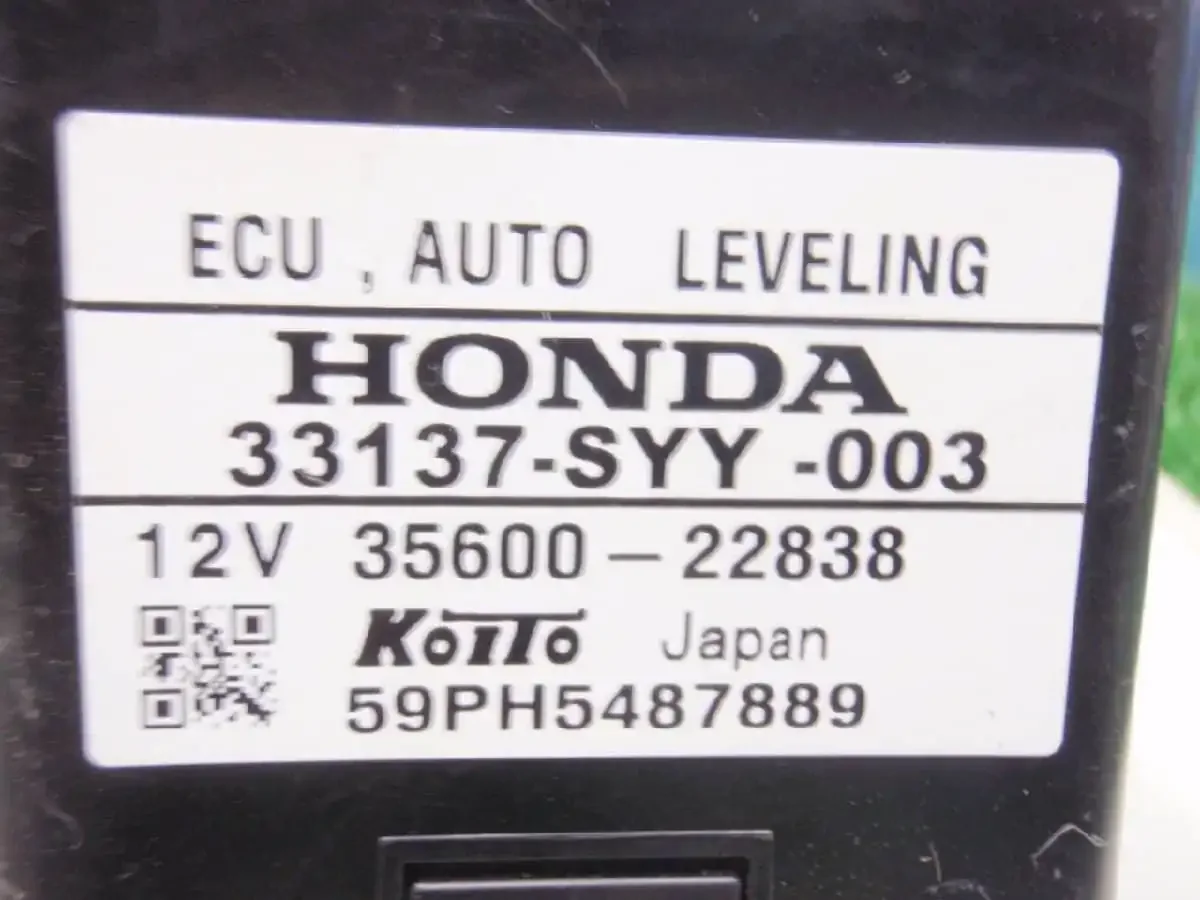 ECU , AUTO LEVELING
HONDA
33137-SYY -003
12V 35600-22838
KOITO Japan
59PH5487889